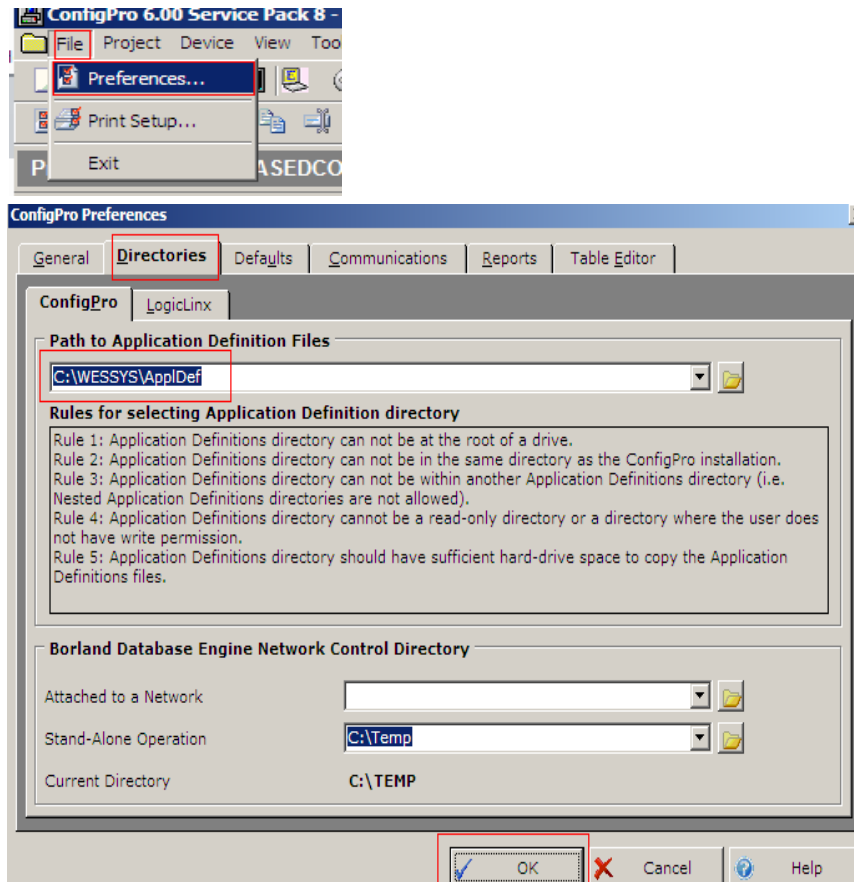 ConfigPro 6.00 Service Pack 8 -
File Project Device View Too
Preferences...
Print Setup...
Exit
P
ASEDCO
ConfigPro Preferences
General Directories Defaults Communications Reports Table Editor
ConfigPro LogicLinx
Path to Application Definition Files
C:\WESSYS\ApplDef
Rules for selecting Application Definition directory
Rule 1: Application Definitions directory can not be at the root of a drive.
Rule 2: Application Definitions directory can not be in the same directory as the ConfigPro installation.
Rule 3: Application Definitions directory can not be within another Application Definitions directory (i.e.
Nested Application Definitions directories are not allowed).
Rule 4: Application Definitions directory cannot be a read-only directory or a directory where the user does
not have write permission.
Rule 5: Application Definitions directory should have sufficient hard-drive space to copy the Application
Definitions files.
Borland Database Engine Network Control Directory
Attached to a Network
Stand-Alone Operation C:\Temp
Current Directory C:\TEMP
OK Cancel Help